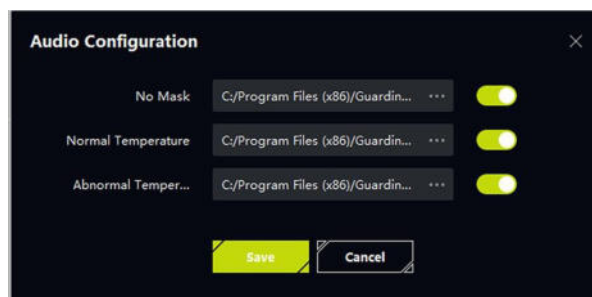 Audio Configuration
No Mask C:/Program Files (x86)/Guardin... ...
Normal Temperature C:/Program Files (x86)/Guardin... ...
Abnormal Temper... C:/Program Files (x86)/Guardin... ...
Save Cancel